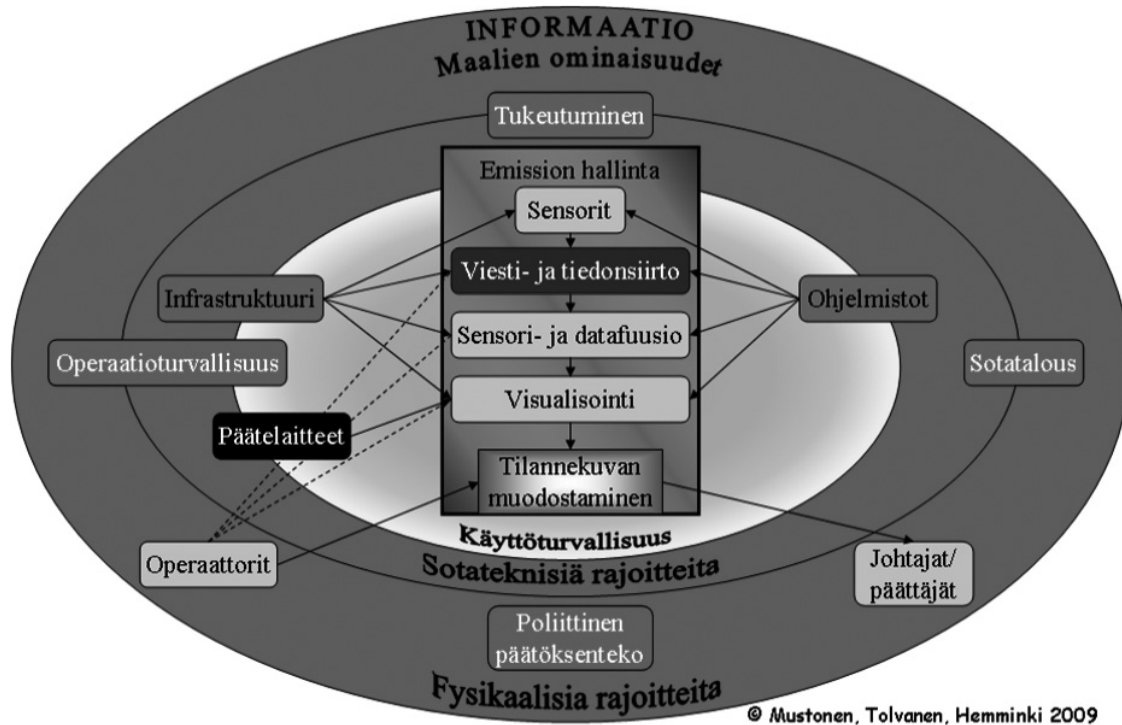 INFORMAATIO
Maalien ominaisuudet
Tukeutuminen
Emission hallinta
Sensorit
Viesti- ja tiedonsiirto
Infrastruktuuri
Ohjelmistot
Sensori- ja datafuusio
Operaatioturvallisuus
Sotatalous
Visualisointi
Päätelaitteet
Tilannekuvan
muodostaminen
Käyttöturvallisuus
Operaattorit
Sotateknisiä rajoitteita
Johtajat/
päättäjät
Poliittinen
päätöksenteko
Fysikaalisia rajoitteita
© Mustonen, Tolvanen, Hemminki 2009